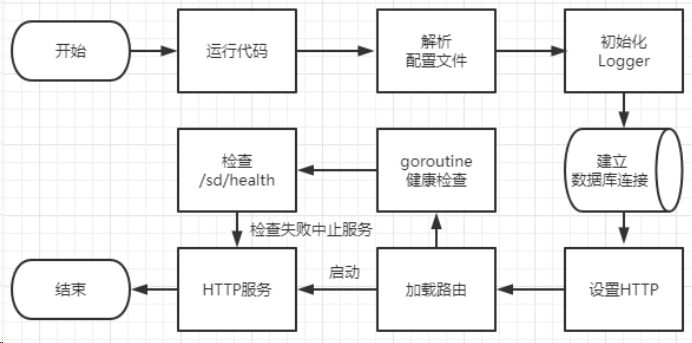 开始
运行代码
解析
配置文件
初始化
Logger
检查
/sd/health
goroutine
健康检查
建立
数据库连接
检查失败中止服务
结束
HTTP服务
启动
加载路由
设置HTTP